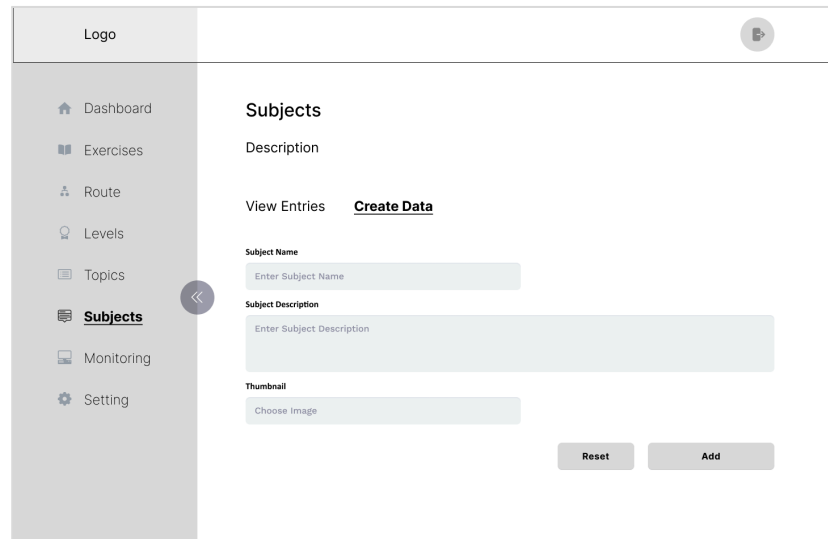 Logo
Dashboard
Exercises
Route
Levels
Topics
Subjects
Monitoring
Setting
Subjects
Description
View Entries Create Data
Subject Name
Enter Subject Name
Subject Description
Enter Subject Description
Thumbnail
Choose Image
Reset Add